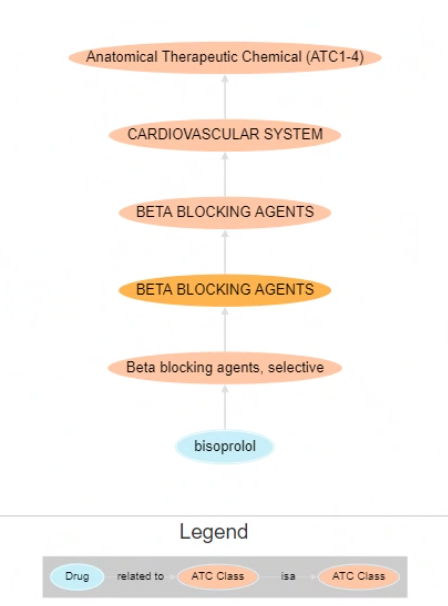 Anatomical Therapeutic Chemical (ATC1-4)
CARDIOVASCULAR SYSTEM
BETA BLOCKING AGENTS
BETA BLOCKING AGENTS
Beta blocking agents, selective
bisoprolol
Legend
Drug related to ATC Class isa ATC Class